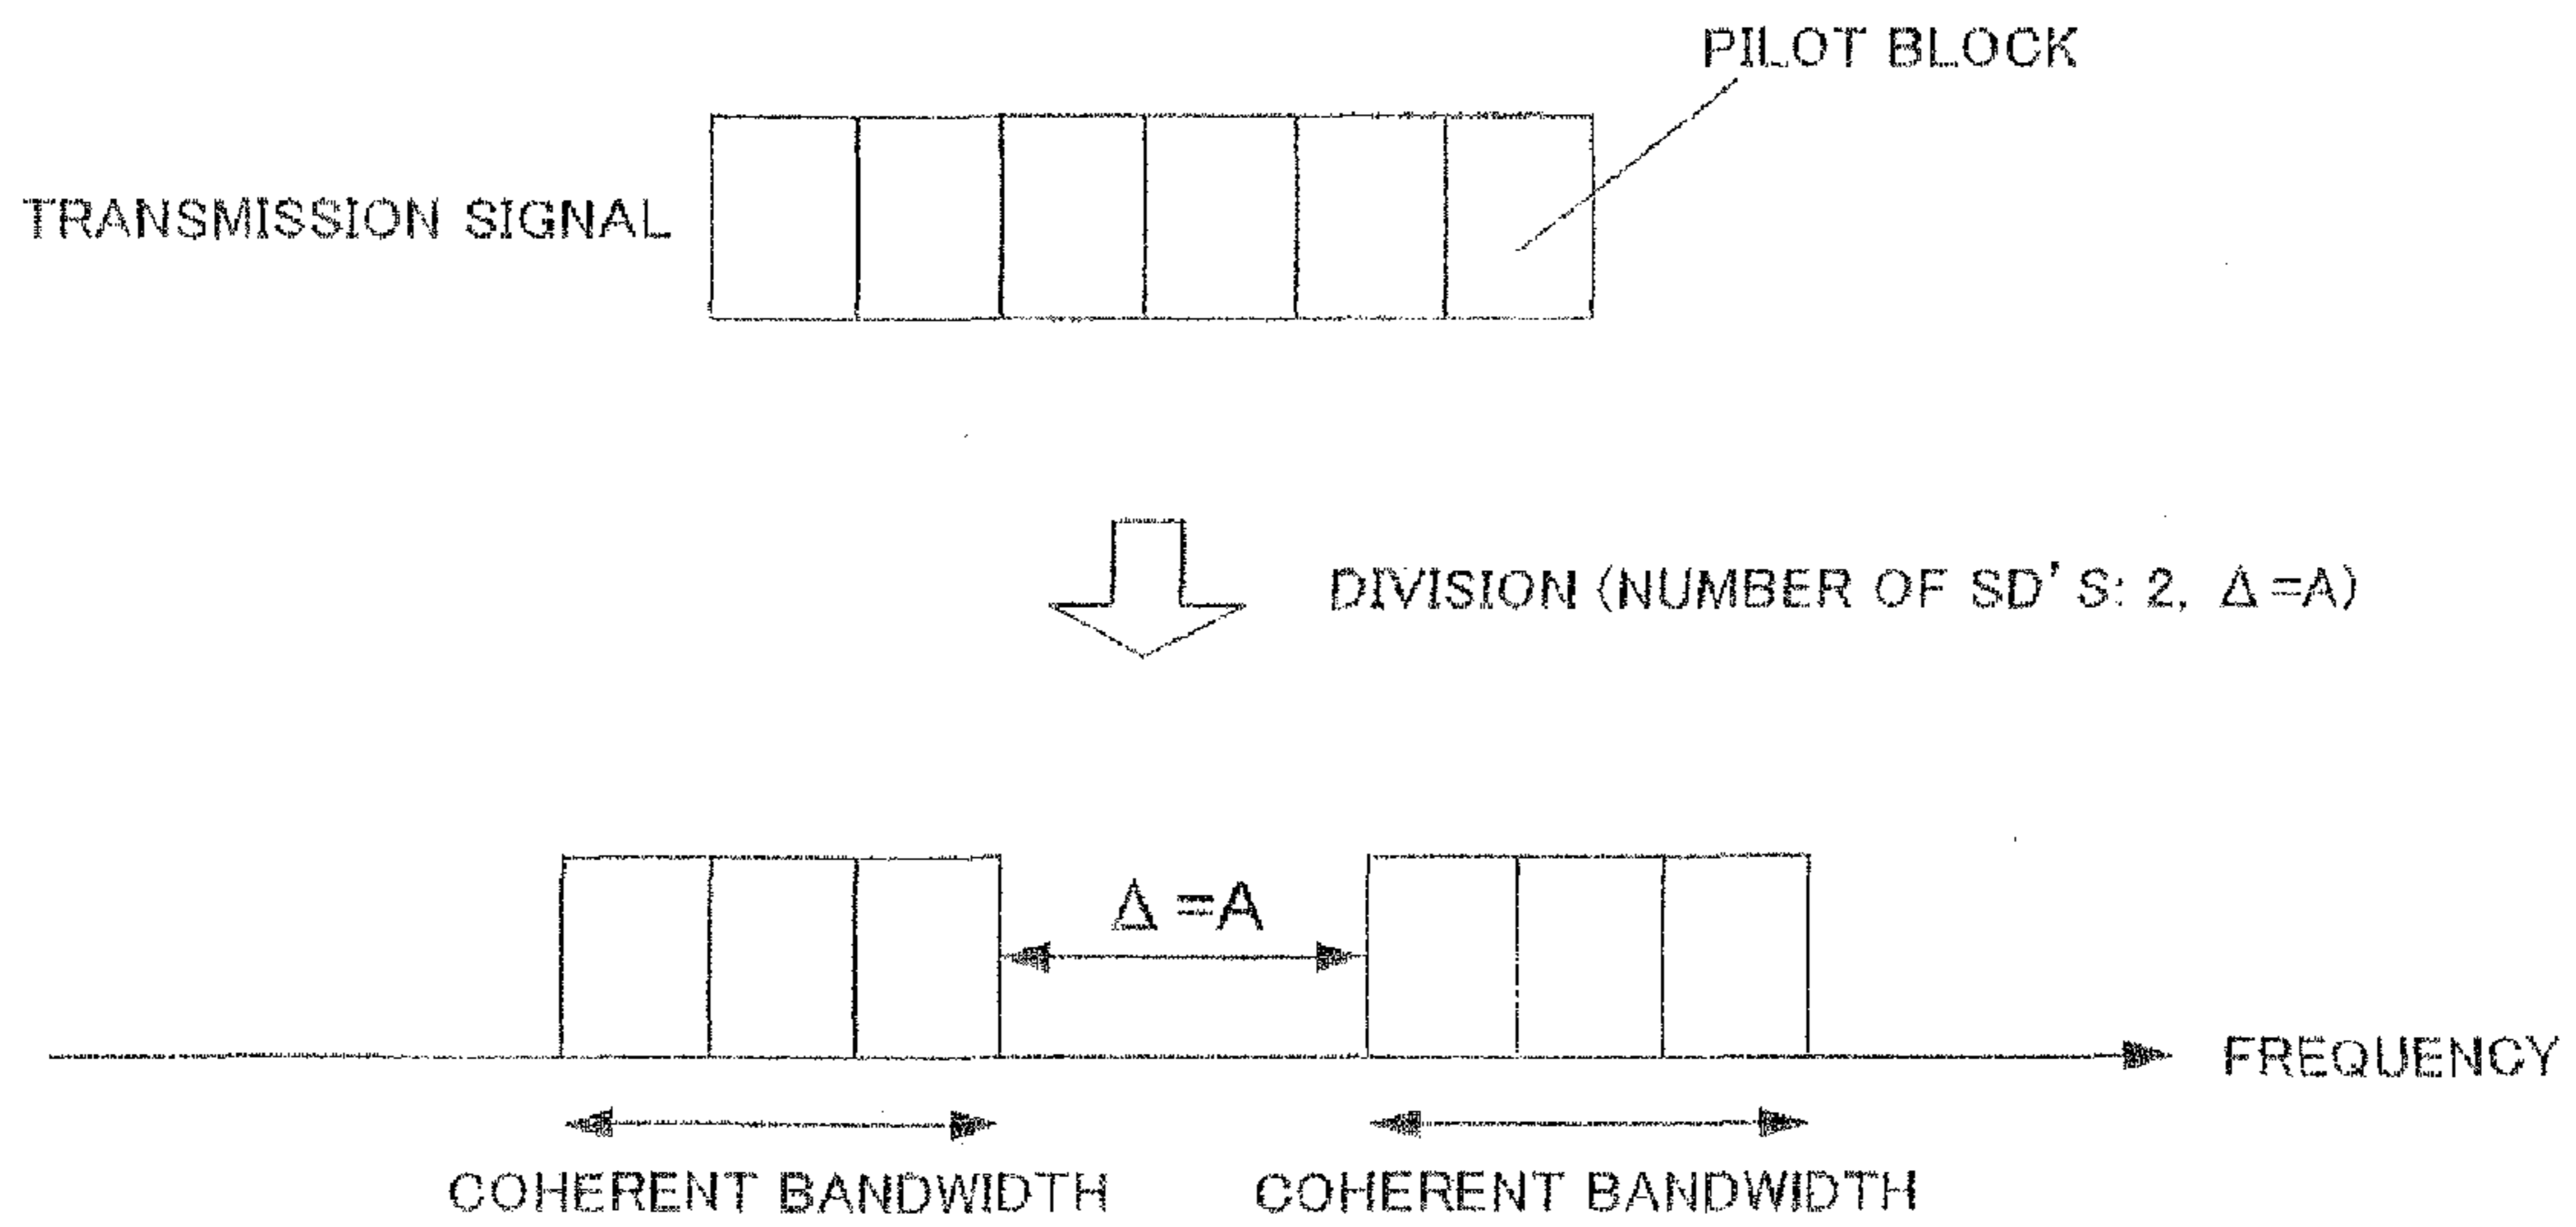 PILOT BLOCK
TRANSMISSION SIGNAL
DIVISION (NUMBER OF SD'S: 2, Δ=A)
Δ=A
FREQUENCY
COHERENT BANDWIDTH
COHERENT BANDWIDTH